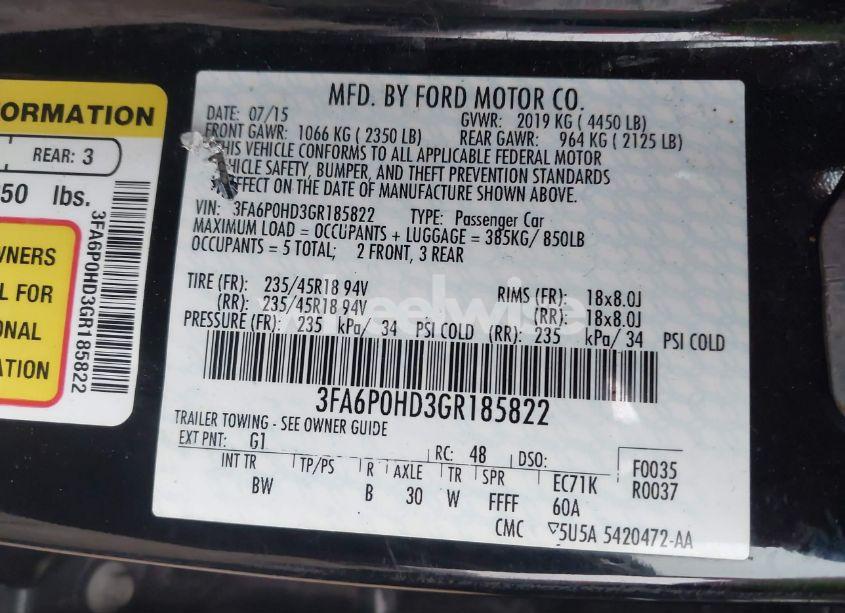 ORMATION
REAR: 3
50 lbs.
WNERS
L FOR
ONAL
ATION
3FA6P0HD3GR185822
MFD. BY FORD MOTOR CO.
DATE: 07/15 GVWR: 2019 KG ( 4450 LB)
FRONT GAWR: 1066 KG ( 2350 LB) REAR GAWR: 964 KG ( 2125 LB)
THIS VEHICLE CONFORMS TO ALL APPLICABLE FEDERAL MOTOR
VEHICLE SAFETY, BUMPER, AND THEFT PREVENTION STANDARDS
EFFECT ON THE DATE OF MANUFACTURE SHOWN ABOVE.
VIN: 3FA6P0HD3GR185822 TYPE: Passenger Car
MAXIMUM LOAD = OCCUPANTS + LUGGAGE = 385KG/ 850LB
OCCUPANTS = 5 TOTAL; 2 FRONT, 3 REAR
TIRE (FR): 235/45R18 94V RIMS (FR): 18x8.0J
(RR): 235/45R18 94V (RR): 18x8.0J
PRESSURE (FR): 235 kPa/ 34 PSI COLD (RR): 235 kPa/ 34 PSI COLD
wheelwise
3FA6P0HD3GR185822
TRAILER TOWING - SEE OWNER GUIDE
EXT PNT: G1 RC: 48 DSO: F0035
INT TR TP/PS R AXLE TR SPR EC71K R0037
BW B 30 W FFFF 60A
CMC ▽5U5A 5420472-AA